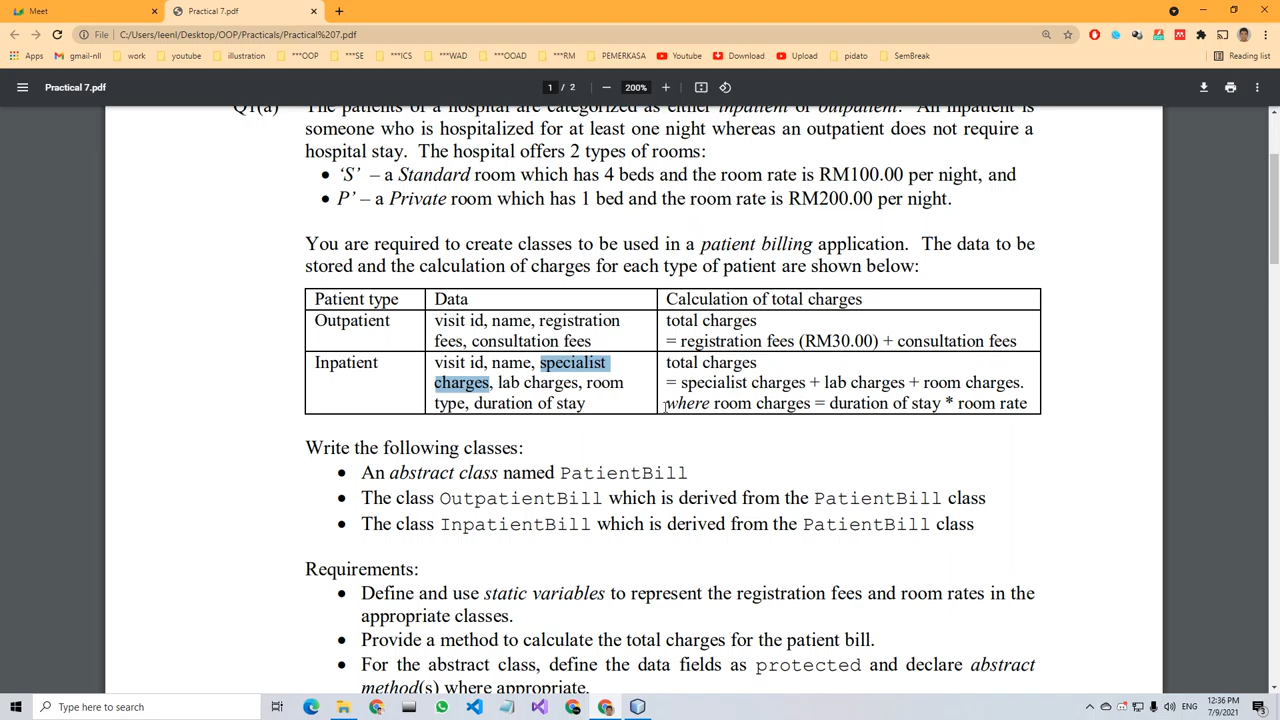 Meet
Practical 7.pdf
File
C:/Users/leenl/Desktop/OOP/Practicals/Practical%207.pdf
Apps
gmail-nll
work
youtube
illustration
***OOP
***SE
***ICS
***WAD
***OOAD
***RM
PEMERKASA
Youtube
Download
Upload
pidato
SemBreak
Reading list
Practical 7.pdf
1 / 2
200%
Q1(a) The patients of a hospital are categorized as either inpatient or outpatient. An inpatient is
someone who is hospitalized for at least one night whereas an outpatient does not require a
hospital stay. The hospital offers 2 types of rooms:
• ‘S’ – a Standard room which has 4 beds and the room rate is RM100.00 per night, and
• P’ – a Private room which has 1 bed and the room rate is RM200.00 per night.
You are required to create classes to be used in a patient billing application. The data to be
stored and the calculation of charges for each type of patient are shown below:
Patient type Data Calculation of total charges
Outpatient visit id, name, registration total charges
fees, consultation fees = registration fees (RM30.00) + consultation fees
Inpatient visit id, name, specialist total charges
charges, lab charges, room = specialist charges + lab charges + room charges.
type, duration of stay where room charges = duration of stay * room rate
Write the following classes:
• An abstract class named PatientBill
• The class OutpatientBill which is derived from the PatientBill class
• The class InpatientBill which is derived from the PatientBill class
Requirements:
• Define and use static variables to represent the registration fees and room rates in the
appropriate classes.
• Provide a method to calculate the total charges for the patient bill.
• For the abstract class, define the data fields as protected and declare abstract
method(s) where appropriate.
Type here to search
ENG
12:36 PM
7/9/2021